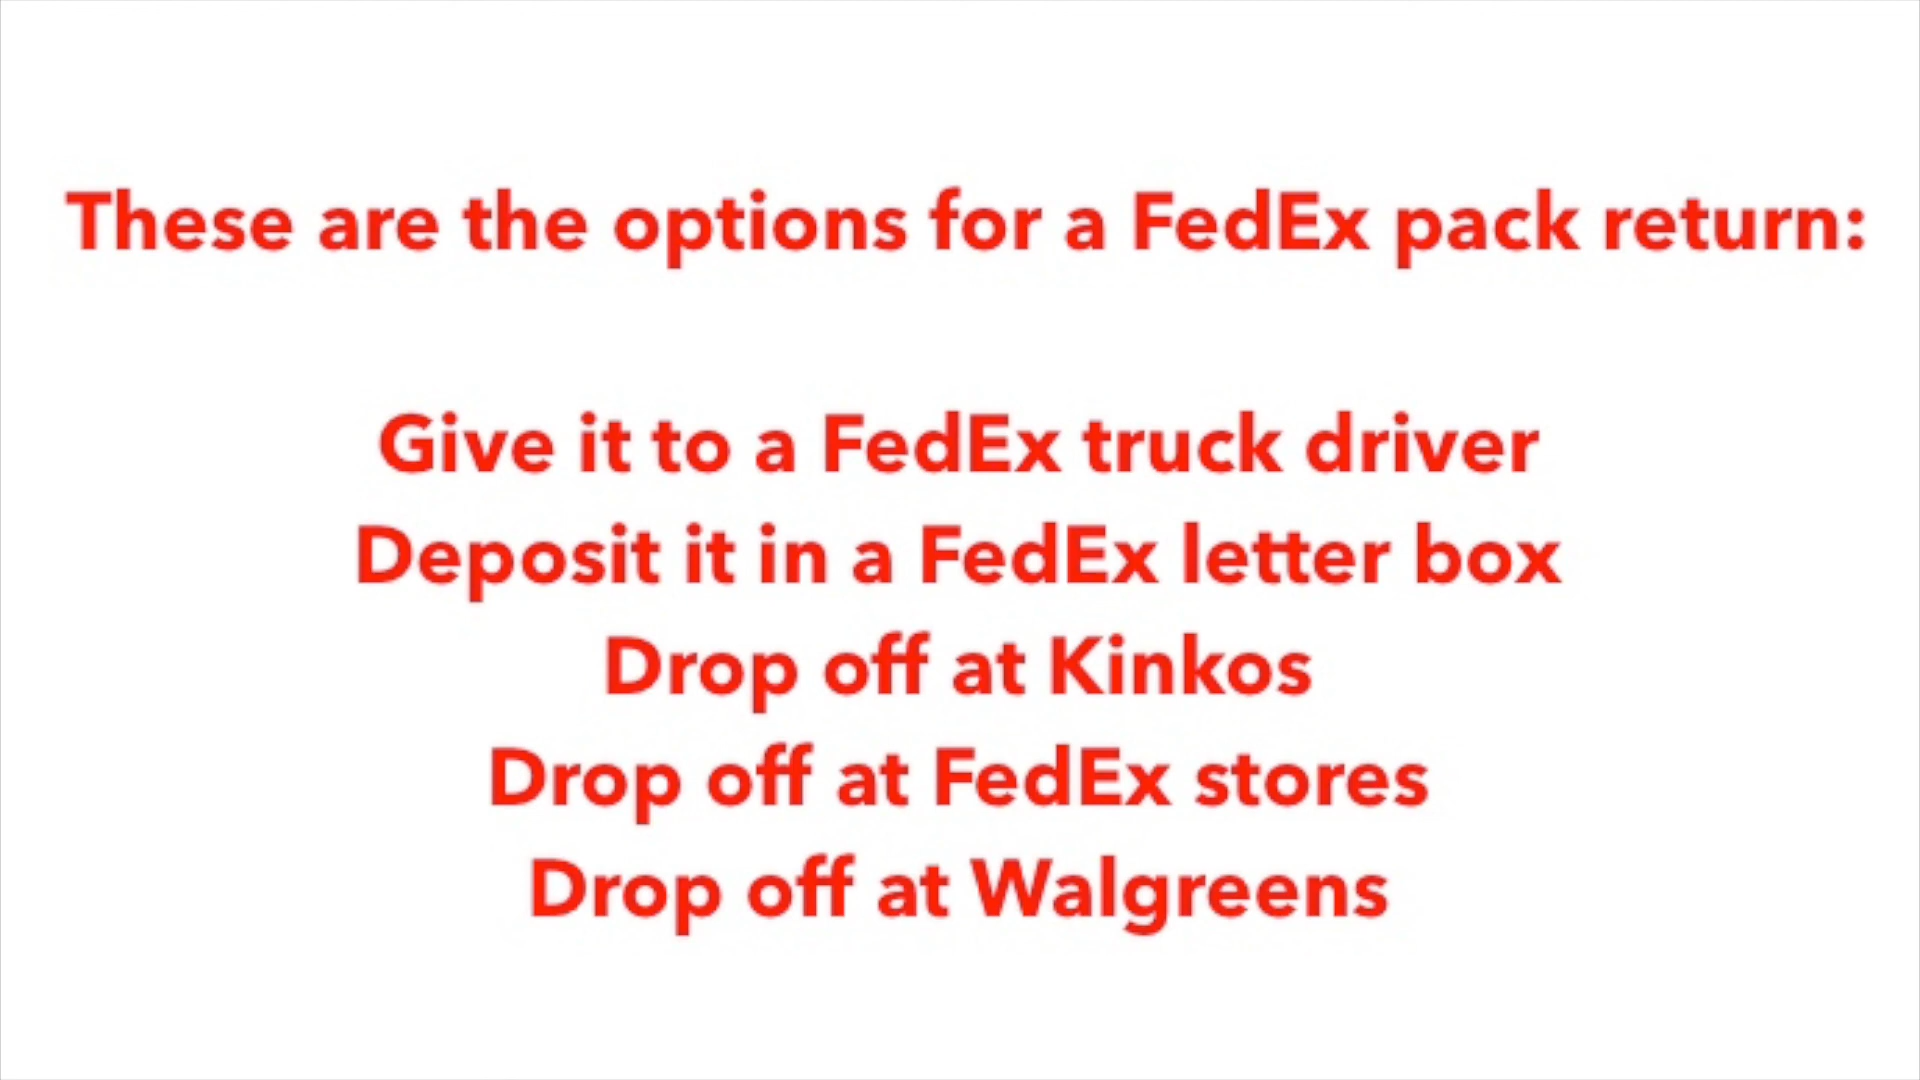 These are the options for a FedEx pack return:
Give it to a FedEx truck driver
Deposit it in a FedEx letter box
Drop off at Kinkos
Drop off at FedEx stores
Drop off at Walgreens